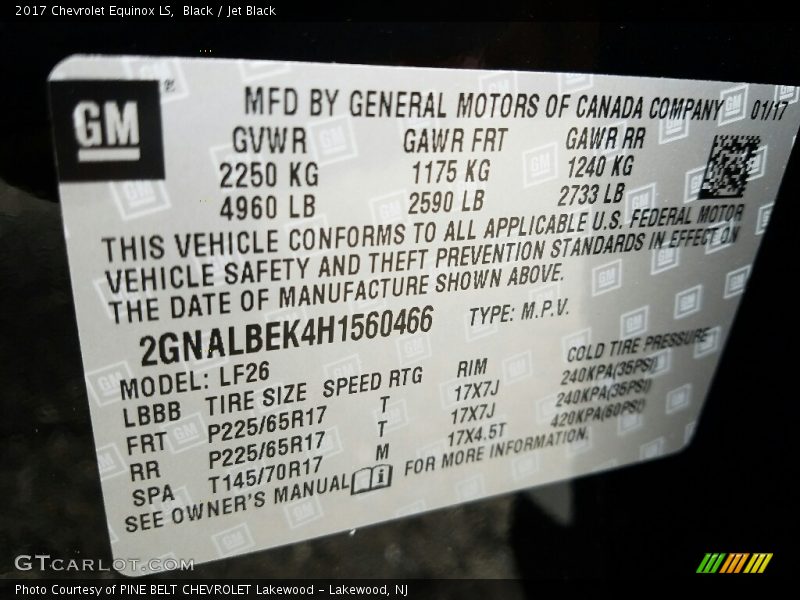 2017 Chevrolet Equinox LS, Black / Jet Black
GM ®
MFD BY GENERAL MOTORS OF CANADA COMPANY 01/17
GVWR GAWR FRT GAWR RR
2250 KG 1175 KG 1240 KG
4960 LB 2590 LB 2733 LB
THIS VEHICLE CONFORMS TO ALL APPLICABLE U.S. FEDERAL MOTOR
VEHICLE SAFETY AND THEFT PREVENTION STANDARDS IN EFFECT ON
THE DATE OF MANUFACTURE SHOWN ABOVE.
2GNALBEK4H1560466 TYPE: M.P.V.
MODEL: LF26
LBBB TIRE SIZE SPEED RTG RIM COLD TIRE PRESSURE
FRT P225/65R17 T 17X7J 240KPA(35PSI)
RR P225/65R17 T 17X7J 240KPA(35PSI)
SPA T145/70R17 M 17X4.5T 420KPA(60PSI)
SEE OWNER'S MANUAL FOR MORE INFORMATION.
GTCARLOT.COM
Photo Courtesy of PINE BELT CHEVROLET Lakewood - Lakewood, NJ